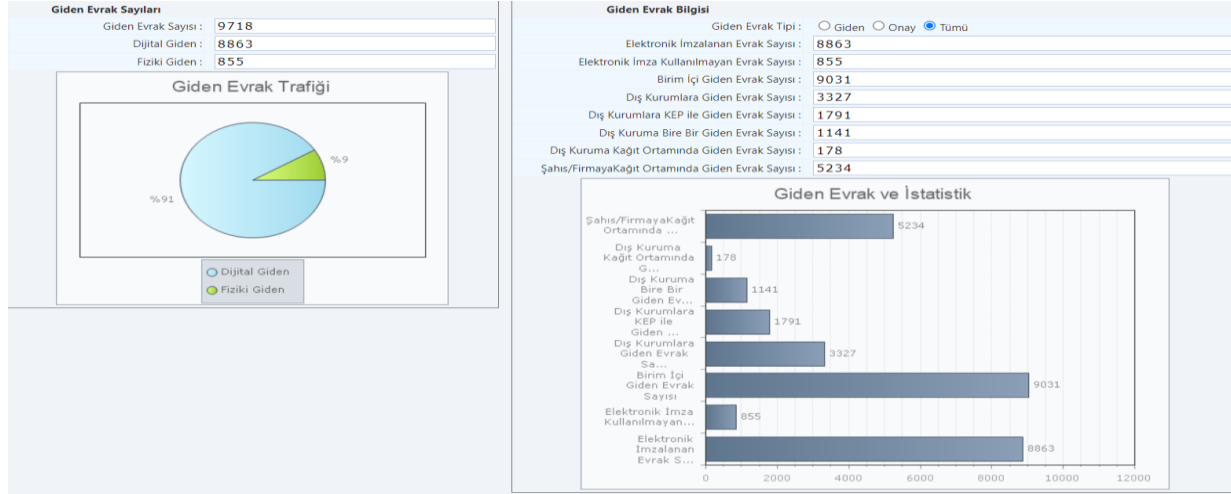 Giden Evrak Sayıları
Giden Evrak Sayısı : 9718
Dijital Giden : 8863
Fiziki Giden : 855
Giden Evrak Trafiği
%9
%91
Dijital Giden
Fiziki Giden
Giden Evrak Bilgisi
Giden Evrak Tipi : Giden Onay Tümü
Elektronik İmzalanan Evrak Sayısı : 8863
Elektronik İmza Kullanılmayan Evrak Sayısı : 855
Birim İçi Giden Evrak Sayısı : 9031
Dış Kurumlara Giden Evrak Sayısı : 3327
Dış Kurumlara KEP ile Giden Evrak Sayısı : 1791
Dış Kuruma Bire Bir Giden Evrak Sayısı : 1141
Dış Kuruma Kağıt Ortamında Giden Evrak Sayısı : 178
Şahıs/FirmayaKağıt Ortamında Giden Evrak Sayısı : 5234
Giden Evrak ve İstatistik
Şahıs/FirmayaKağıt
Ortamında ...
5234
Dış Kuruma
Kağıt Ortamında
G...
178
Dış Kuruma
Bire Bir
Giden Ev...
1141
Dış Kurumlara
KEP ile
Giden ...
1791
Dış Kurumlara
Giden Evrak
Sa...
3327
Birim İçi
Giden Evrak
Sayısı
9031
Elektronik İmza
Kullanılmayan...
855
Elektronik
İmzalanan
Evrak S...
8863
0 2000 4000 6000 8000 10000 12000